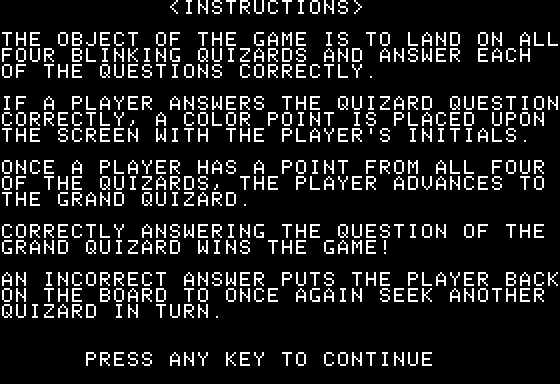 <INSTRUCTIONS>
THE OBJECT OF THE GAME IS TO LAND ON ALL
FOUR BLINKING QUIZARDS AND ANSWER EACH
OF THE QUESTIONS CORRECTLY.
IF A PLAYER ANSWERS THE QUIZARD QUESTION
CORRECTLY, A COLOR POINT IS PLACED UPON
THE SCREEN WITH THE PLAYER'S INITIALS.
ONCE A PLAYER HAS A POINT FROM ALL FOUR
OF THE QUIZARDS, THE PLAYER ADVANCES TO
THE GRAND QUIZARD.
CORRECTLY ANSWERING THE QUESTION OF THE
GRAND QUIZARD WINS THE GAME!
AN INCORRECT ANSWER PUTS THE PLAYER BACK
ON THE BOARD TO ONCE AGAIN SEEK ANOTHER
QUIZARD IN TURN.
PRESS ANY KEY TO CONTINUE